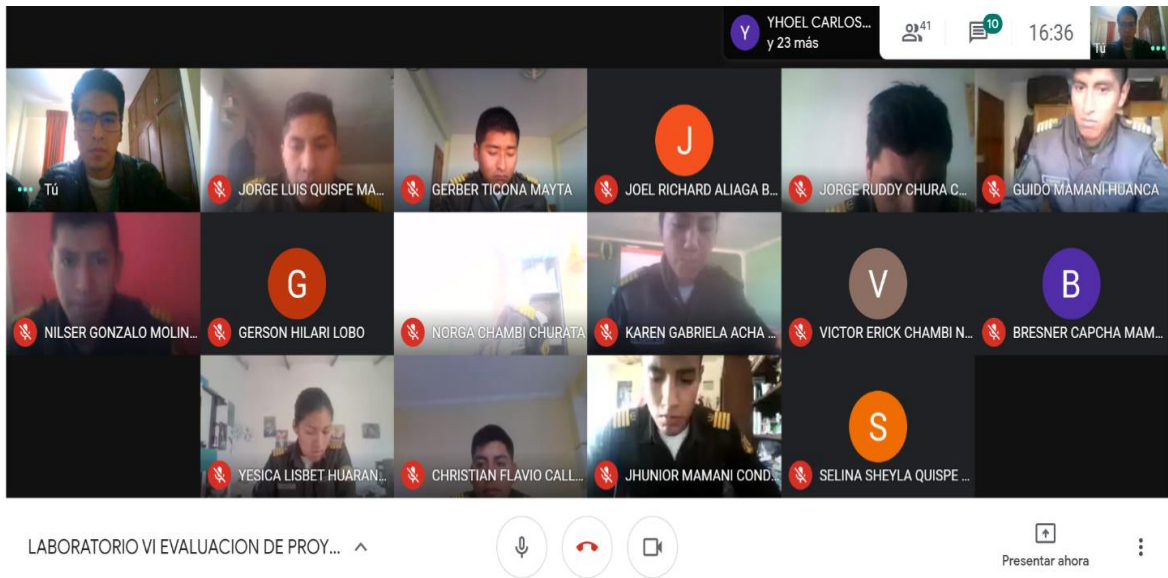 Y
YHOEL CARLOS...
y 23 más
41
10
16:36
Tú
Tú
JORGE LUIS QUISPE MA...
GERBER TICONA MAYTA
J
JOEL RICHARD ALIAGA B...
JORGE RUDDY CHURA C...
GUIDO MAMANI HUANCA
NILSER GONZALO MOLIN...
G
GERSON HILARI LOBO
NORGA CHAMBI CHURATA
KAREN GABRIELA ACHA ...
V
VICTOR ERICK CHAMBI N...
B
BRESNER CAPCHA MAM...
YESICA LISBET HUARAN...
CHRISTIAN FLAVIO CALL...
JHUNIOR MAMANI COND...
S
SELINA SHEYLA QUISPE ...
LABORATORIO VI EVALUACION DE PROY...
Presentar ahora